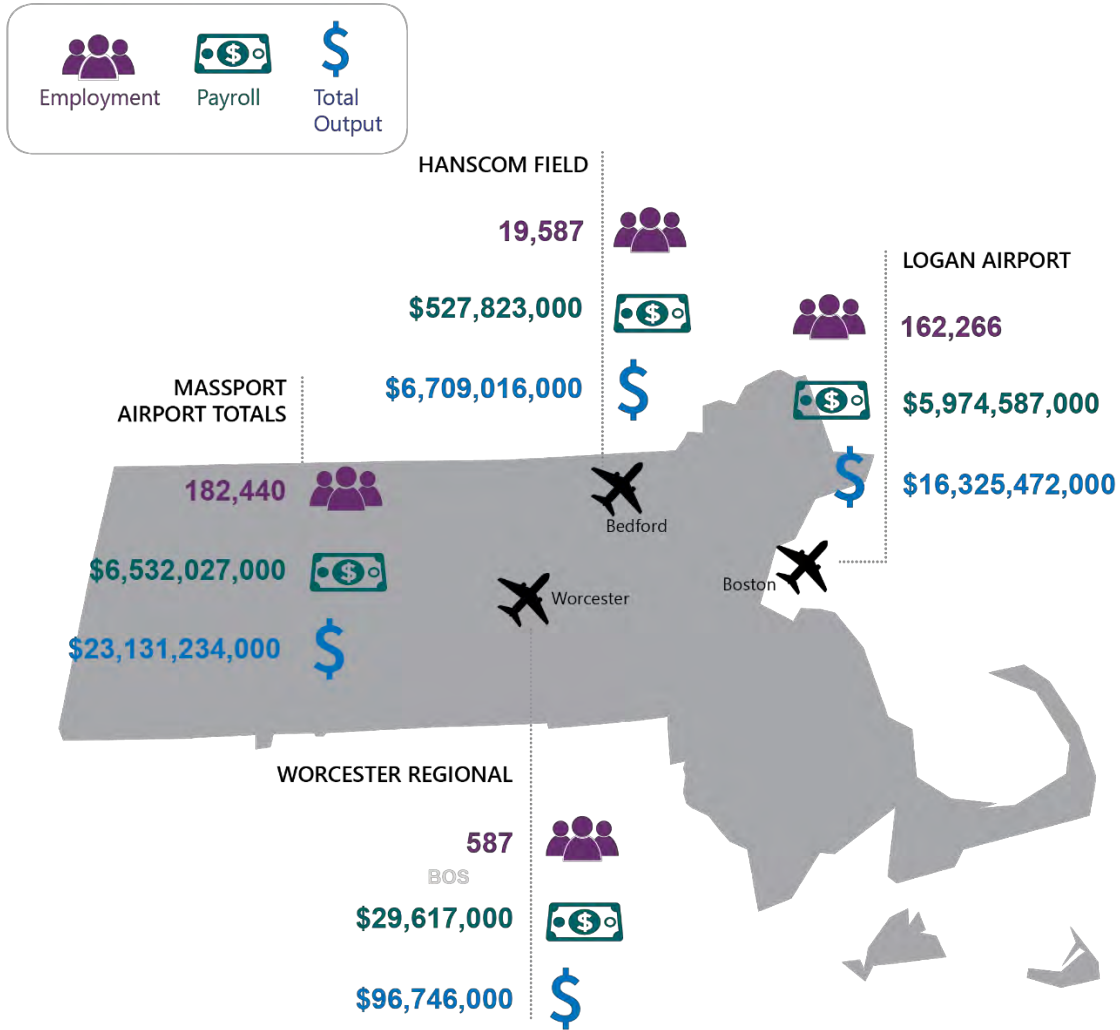 Employment
Payroll
Total
Output
HANSCOM FIELD
19,587
$527,823,000
$6,709,016,000
LOGAN AIRPORT
162,266
$5,974,587,000
$16,325,472,000
MASSPORT
AIRPORT TOTALS
182,440
$6,532,027,000
$23,131,234,000
Bedford
Boston
Worcester
WORCESTER REGIONAL
587
BOS
$29,617,000
$96,746,000